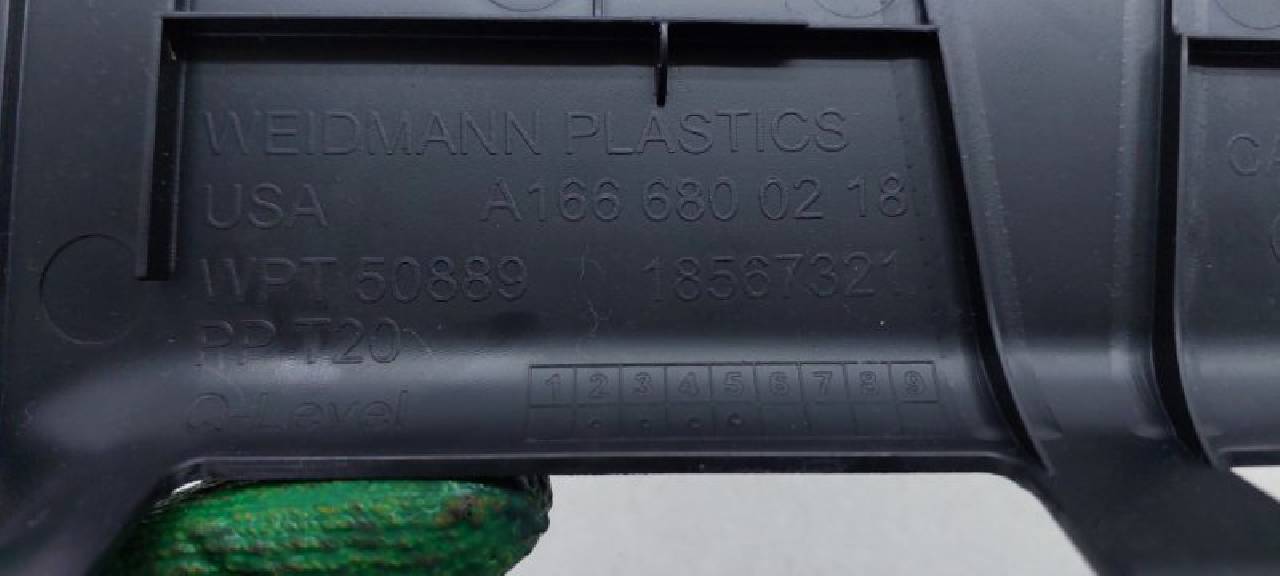 WEIDMANN PLASTICS
USA A166 680 02 18
WPT 50889 18567321
PP T20
Q-Level
1 2 3 4 5 6 7 8 9